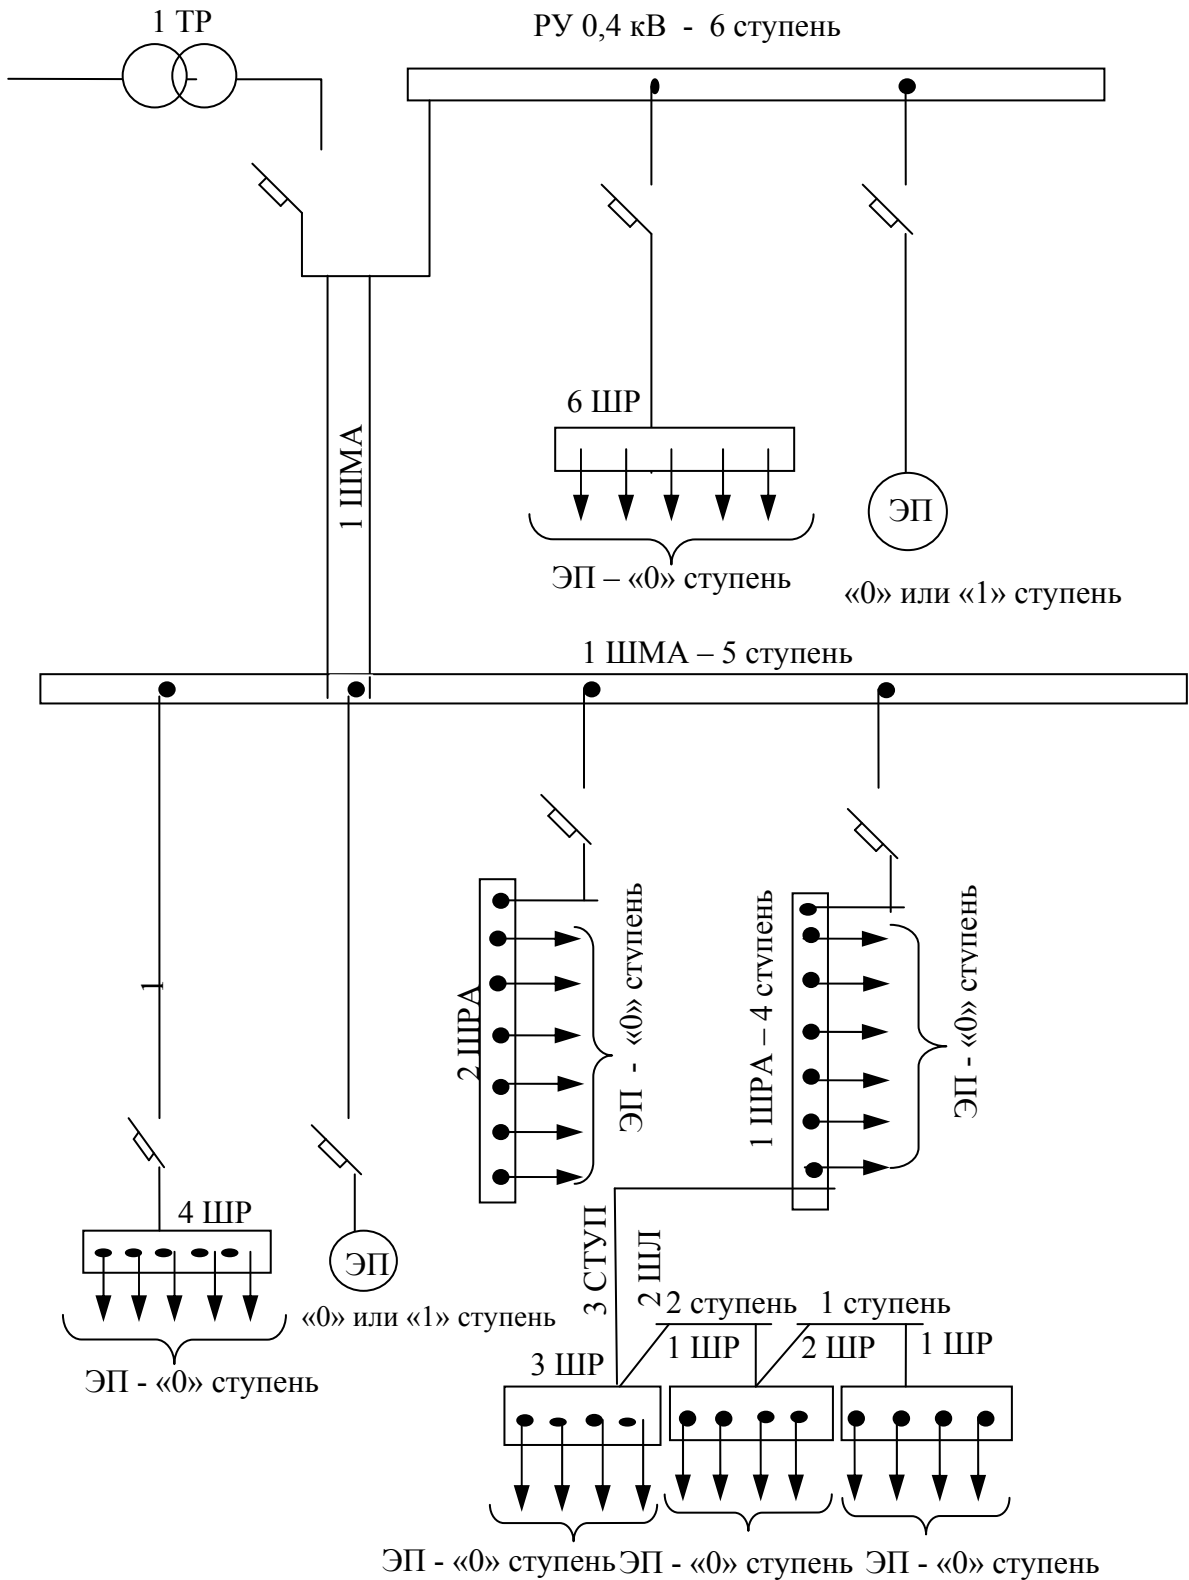 1 ТР
РУ 0,4 кВ - 6 ступень
6 ШР
1 ШМА
ЭП
ЭП – «0» ступень
«0» или «1» ступень
1 ШМА – 5 ступень
1
2 ШРА
ЭП - «0» ступень
1 ШРА – 4 ступень
ЭП - «0» ступень
4 ШР
ЭП
«0» или «1» ступень
ЭП - «0» ступень
3 СТУП
2 ШЛ
2 ступень
1 ступень
3 ШР
1 ШР
2 ШР
1 ШР
ЭП - «0» ступень
ЭП - «0» ступень
ЭП - «0» ступень